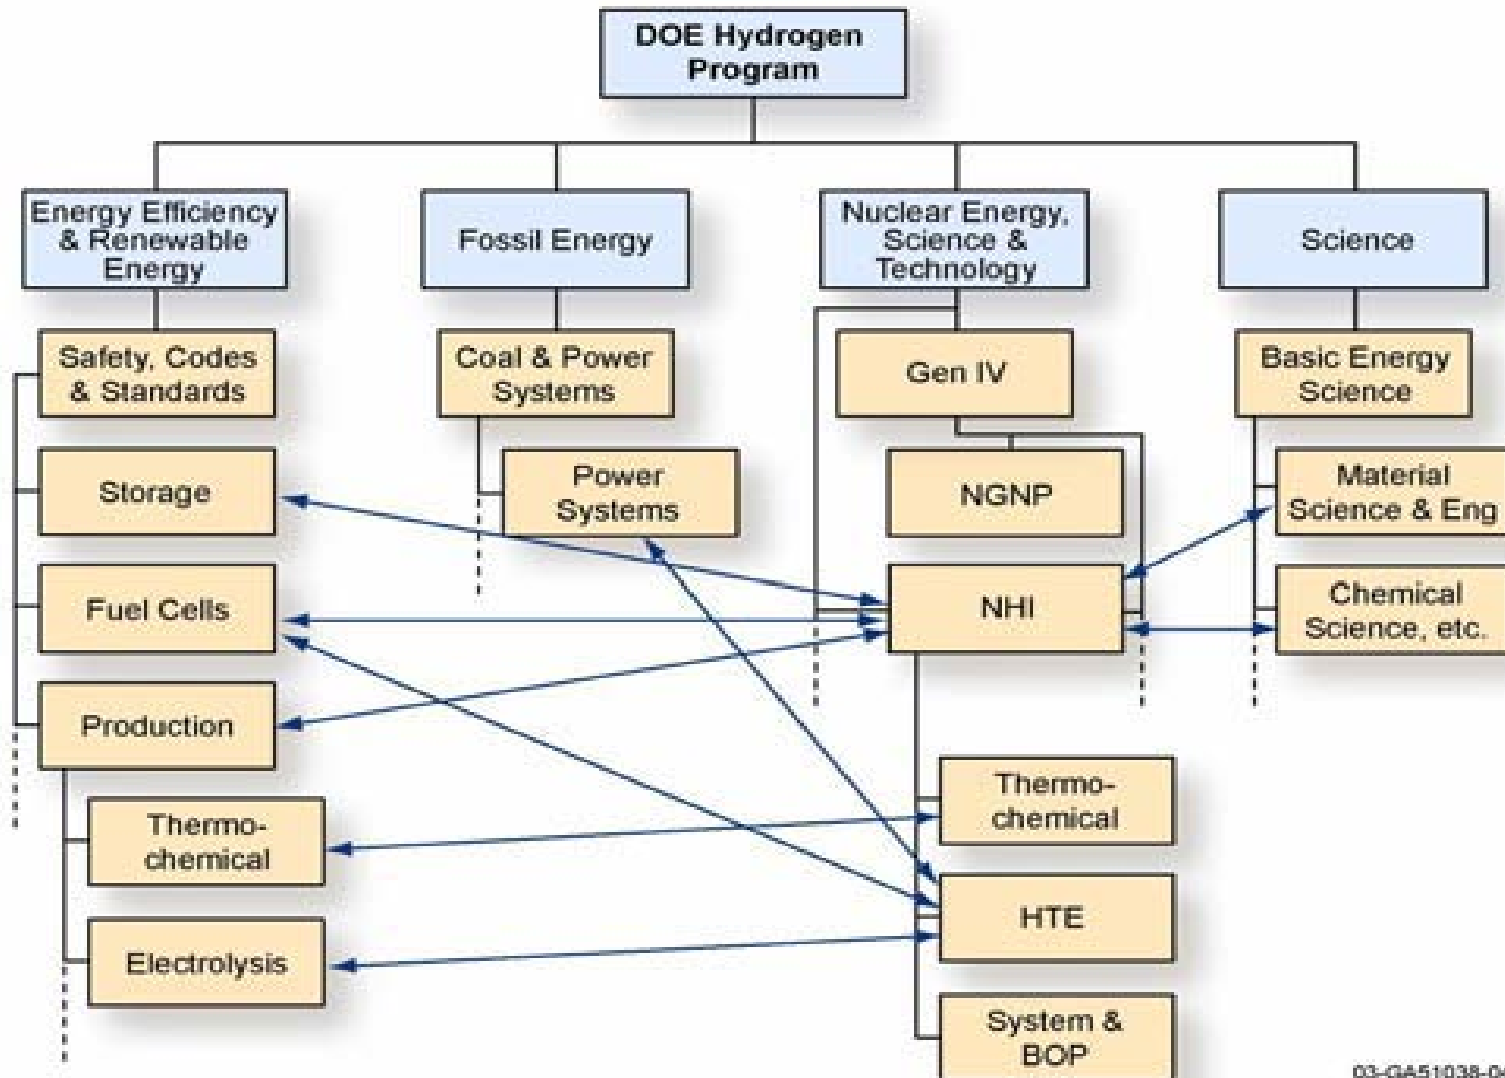 DOE Hydrogen
Program
Energy Efficiency
& Renewable
Energy
Fossil Energy
Nuclear Energy,
Science &
Technology
Science
Safety, Codes
& Standards
Coal & Power
Systems
Gen IV
Basic Energy
Science
Storage
Power
Systems
NGNP
Material
Science & Eng
Fuel Cells
NHI
Chemical
Science, etc.
Production
Thermo-
chemical
Thermo-
chemical
Electrolysis
HTE
System &
BOP